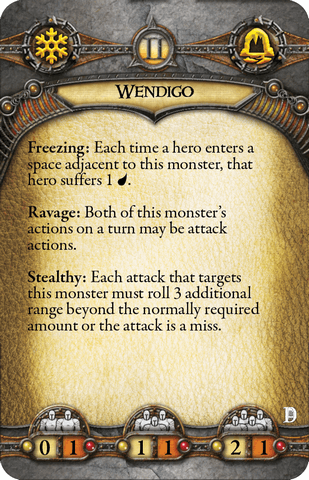 II
WENDIGO
Freezing: Each time a hero enters a
space adjacent to this monster, that
hero suffers 1 .
Ravage: Both of this monster's
actions on a turn may be attack
actions.
Stealthy: Each attack that targets
this monster must roll 3 additional
range beyond the normally required
amount or the attack is a miss.
0 1 1 1 2 1